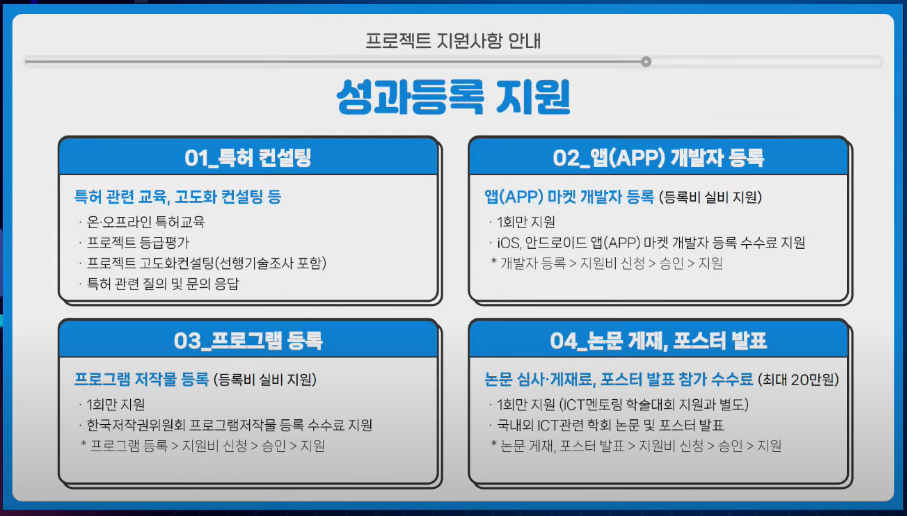 프로젝트 지원사항 안내
성과등록 지원
01_특허 컨설팅
특허 관련 교육, 고도화 컨설팅 등
· 온·오프라인 특허교육
· 프로젝트 등급평가
· 프로젝트 고도화컨설팅(선행기술조사 포함)
· 특허 관련 질의 및 문의 응답
02_앱(APP) 개발자 등록
앱(APP) 마켓 개발자 등록 (등록비 실비 지원)
· 1회만 지원
· iOS, 안드로이드 앱(APP) 마켓 개발자 등록 수수료 지원
* 개발자 등록 > 지원비 신청 > 승인 > 지원
03_프로그램 등록
프로그램 저작물 등록 (등록비 실비 지원)
· 1회만 지원
· 한국저작권위원회 프로그램저작물 등록 수수료 지원
* 프로그램 등록 > 지원비 신청 > 승인 > 지원
04_논문 게재, 포스터 발표
논문 심사·게재료, 포스터 발표 참가 수수료 (최대 20만원)
· 1회만 지원 (ICT멘토링 학술대회 지원과 별도)
· 국내외 ICT관련 학회 논문 및 포스터 발표
* 논문 게재, 포스터 발표 > 지원비 신청 > 승인 > 지원